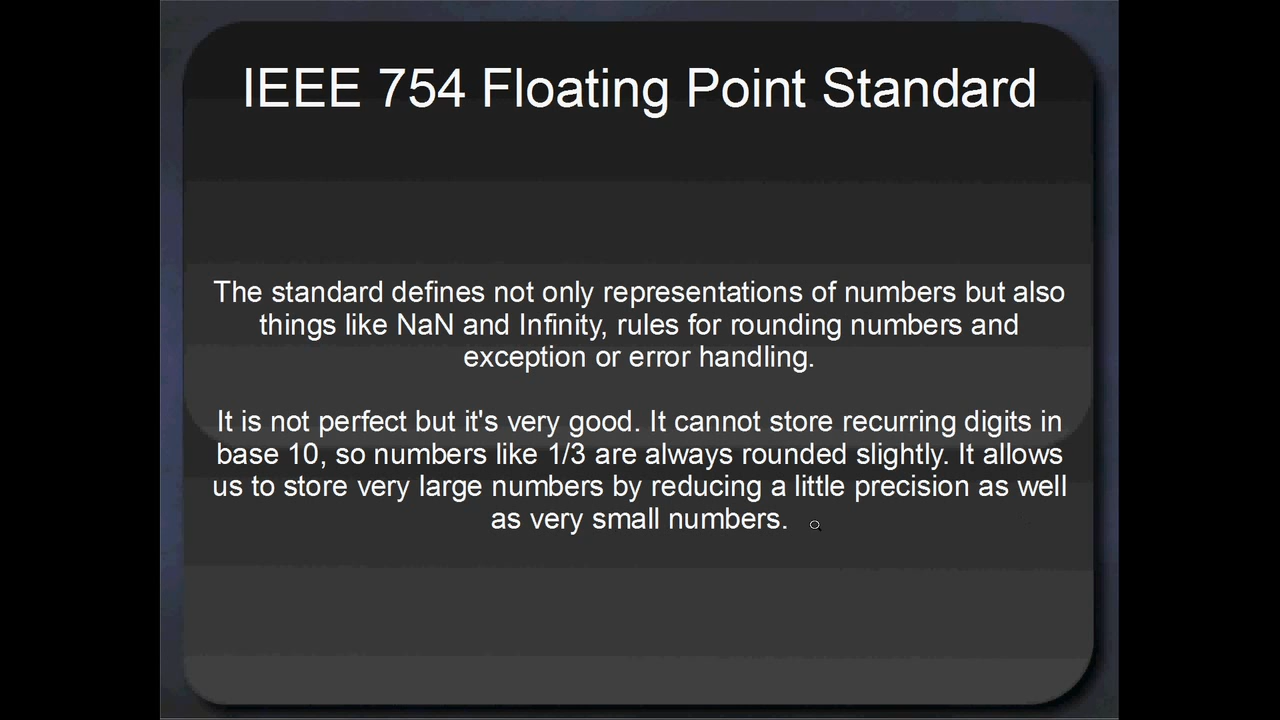 IEEE 754 Floating Point Standard
The standard defines not only representations of numbers but also
things like NaN and Infinity, rules for rounding numbers and
exception or error handling.
It is not perfect but it's very good. It cannot store recurring digits in
base 10, so numbers like 1/3 are always rounded slightly. It allows
us to store very large numbers by reducing a little precision as well
as very small numbers.